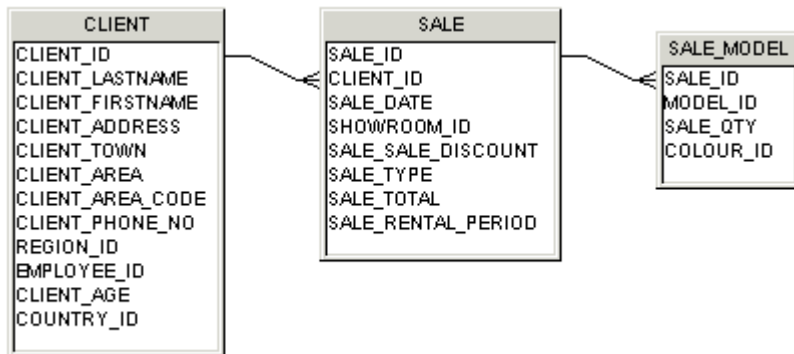 CLIENT
CLIENT_ID
CLIENT_LASTNAME
CLIENT_FIRSTNAME
CLIENT_ADDRESS
CLIENT_TOWN
CLIENT_AREA
CLIENT_AREA_CODE
CLIENT_PHONE_NO
REGION_ID
EMPLOYEE_ID
CLIENT_AGE
COUNTRY_ID
SALE
SALE_ID
CLIENT_ID
SALE_DATE
SHOWROOM_ID
SALE_SALE_DISCOUNT
SALE_TYPE
SALE_TOTAL
SALE_RENTAL_PERIOD
SALE_MODEL
SALE_ID
MODEL_ID
SALE_QTY
COLOUR_ID